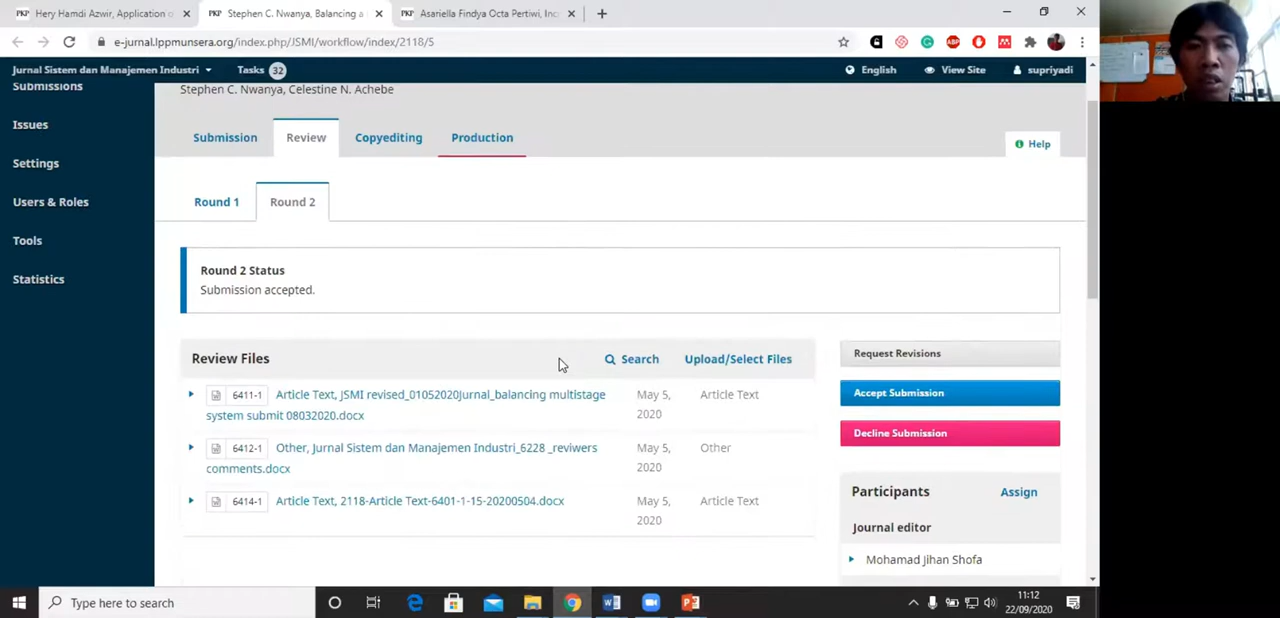 PKP Hery Hamdi Azwir, Application o
PKP Stephen C. Nwanya, Balancing a
PKP Asariella Findya Octa Pertiwi, Inc
e-jurnal.lppmunsera.org/index.php/JSMI/workflow/index/2118/5
ABP
Jurnal Sistem dan Manajemen Industri
Tasks 32
English
View Site
supriyadi
Submissions
Issues
Settings
Users & Roles
Tools
Statistics
Stephen C. Nwanya, Celestine N. Achebe
Submission
Review
Copyediting
Production
Help
Round 1
Round 2
Round 2 Status
Submission accepted.
Review Files
Search
Upload/Select Files
6411-1 Article Text, JSMI revised_01052020Jurnal_balancing multistage
system submit 08032020.docx
May 5,
2020
Article Text
6412-1 Other, Jurnal Sistem dan Manajemen Industri_6228 _reviwers
comments.docx
May 5,
2020
Other
6414-1 Article Text, 2118-Article Text-6401-1-15-20200504.docx
May 5,
2020
Article Text
Request Revisions
Accept Submission
Decline Submission
Participants
Assign
Journal editor
Mohamad Jihan Shofa
Type here to search
11:12
22/09/2020